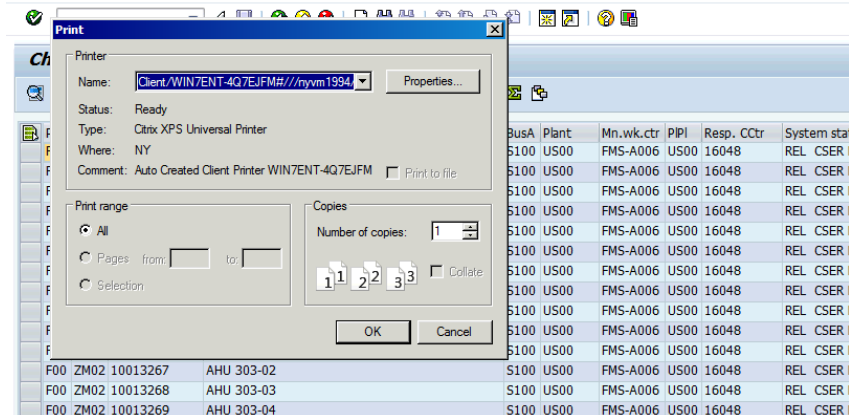 Print
Ch
Printer
Name: Client/WIN7ENT-4Q7EJFM#///nyvm1994. Properties...
Status: Ready
Type: Citrix XPS Universal Printer
Where: NY
Comment: Auto Created Client Printer WIN7ENT-4Q7EJFM Print to file
Print range
All
Pages from: to:
Selection
Copies
Number of copies: 1
1 1 2 2 3 3 Collate
OK Cancel
BusA Plant Mn.wk.ctr PlPl Resp. CCtr System sta
S100 US00 FMS-A006 US00 16048 REL CSER
S100 US00 FMS-A006 US00 16048 REL CSER
S100 US00 FMS-A006 US00 16048 REL CSER
S100 US00 FMS-A006 US00 16048 REL CSER
S100 US00 FMS-A006 US00 16048 REL CSER
S100 US00 FMS-A006 US00 16048 REL CSER
S100 US00 FMS-A006 US00 16048 REL CSER
S100 US00 FMS-A006 US00 16048 REL CSER
S100 US00 FMS-A006 US00 16048 REL CSER
S100 US00 FMS-A006 US00 16048 REL CSER
S100 US00 FMS-A006 US00 16048 REL CSER
F00 ZM02 10013267 AHU 303-02 S100 US00 FMS-A006 US00 16048 REL CSER
F00 ZM02 10013268 AHU 303-03 S100 US00 FMS-A006 US00 16048 REL CSER
F00 ZM02 10013269 AHU 303-04 S100 US00 FMS-A006 US00 16048 REL CSER